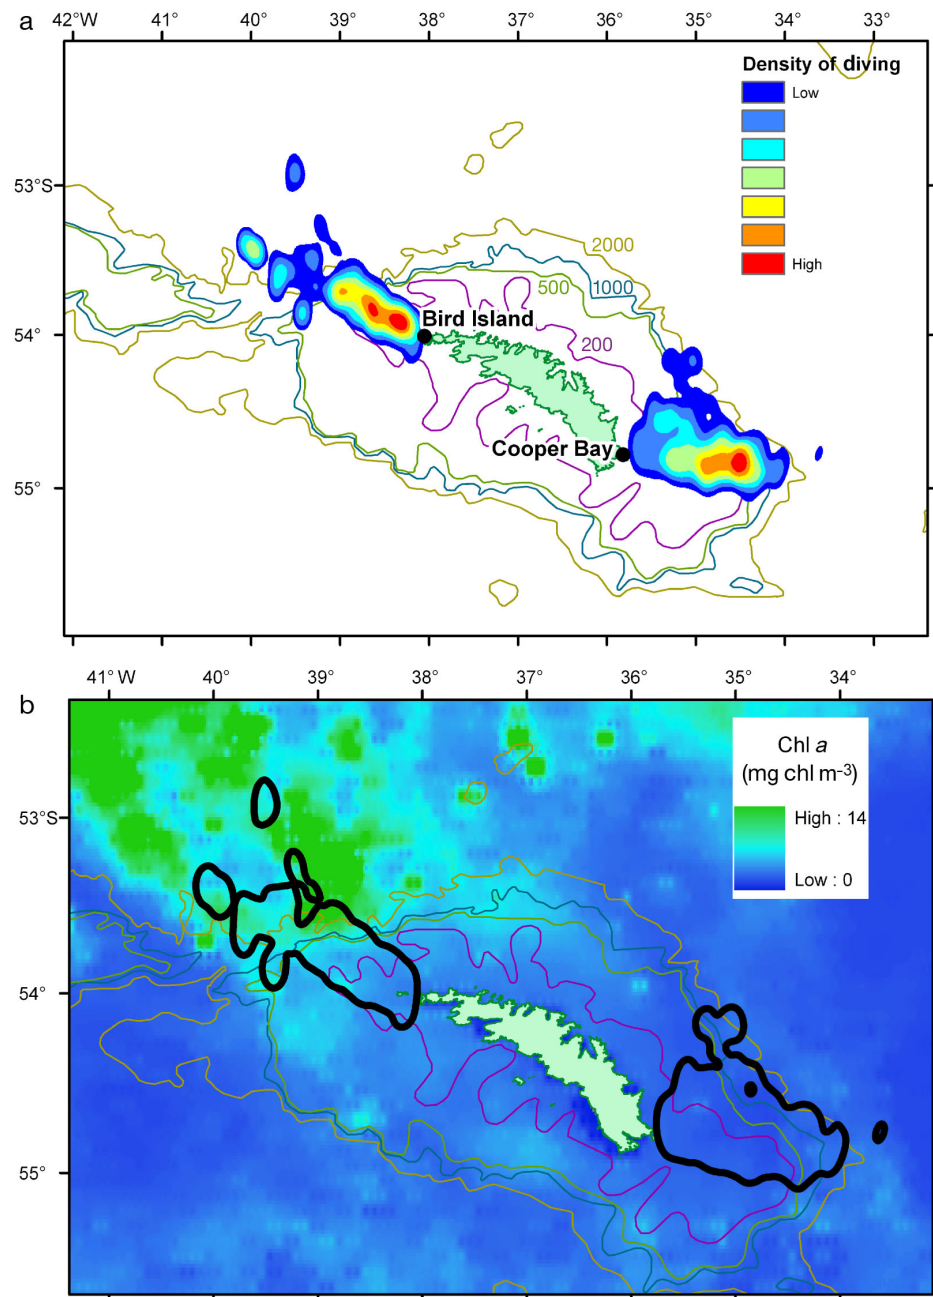 a
42°W 41° 40° 39° 38° 37° 36° 35° 34° 33°
Density of diving
Low
High
53°S
54°
55°
2000
1000
500
200
Bird Island
Cooper Bay
b
41°W 40° 39° 38° 37° 36° 35° 34°
Chl a
(mg chl m⁻³)
High : 14
Low : 0
53°S
54°
55°